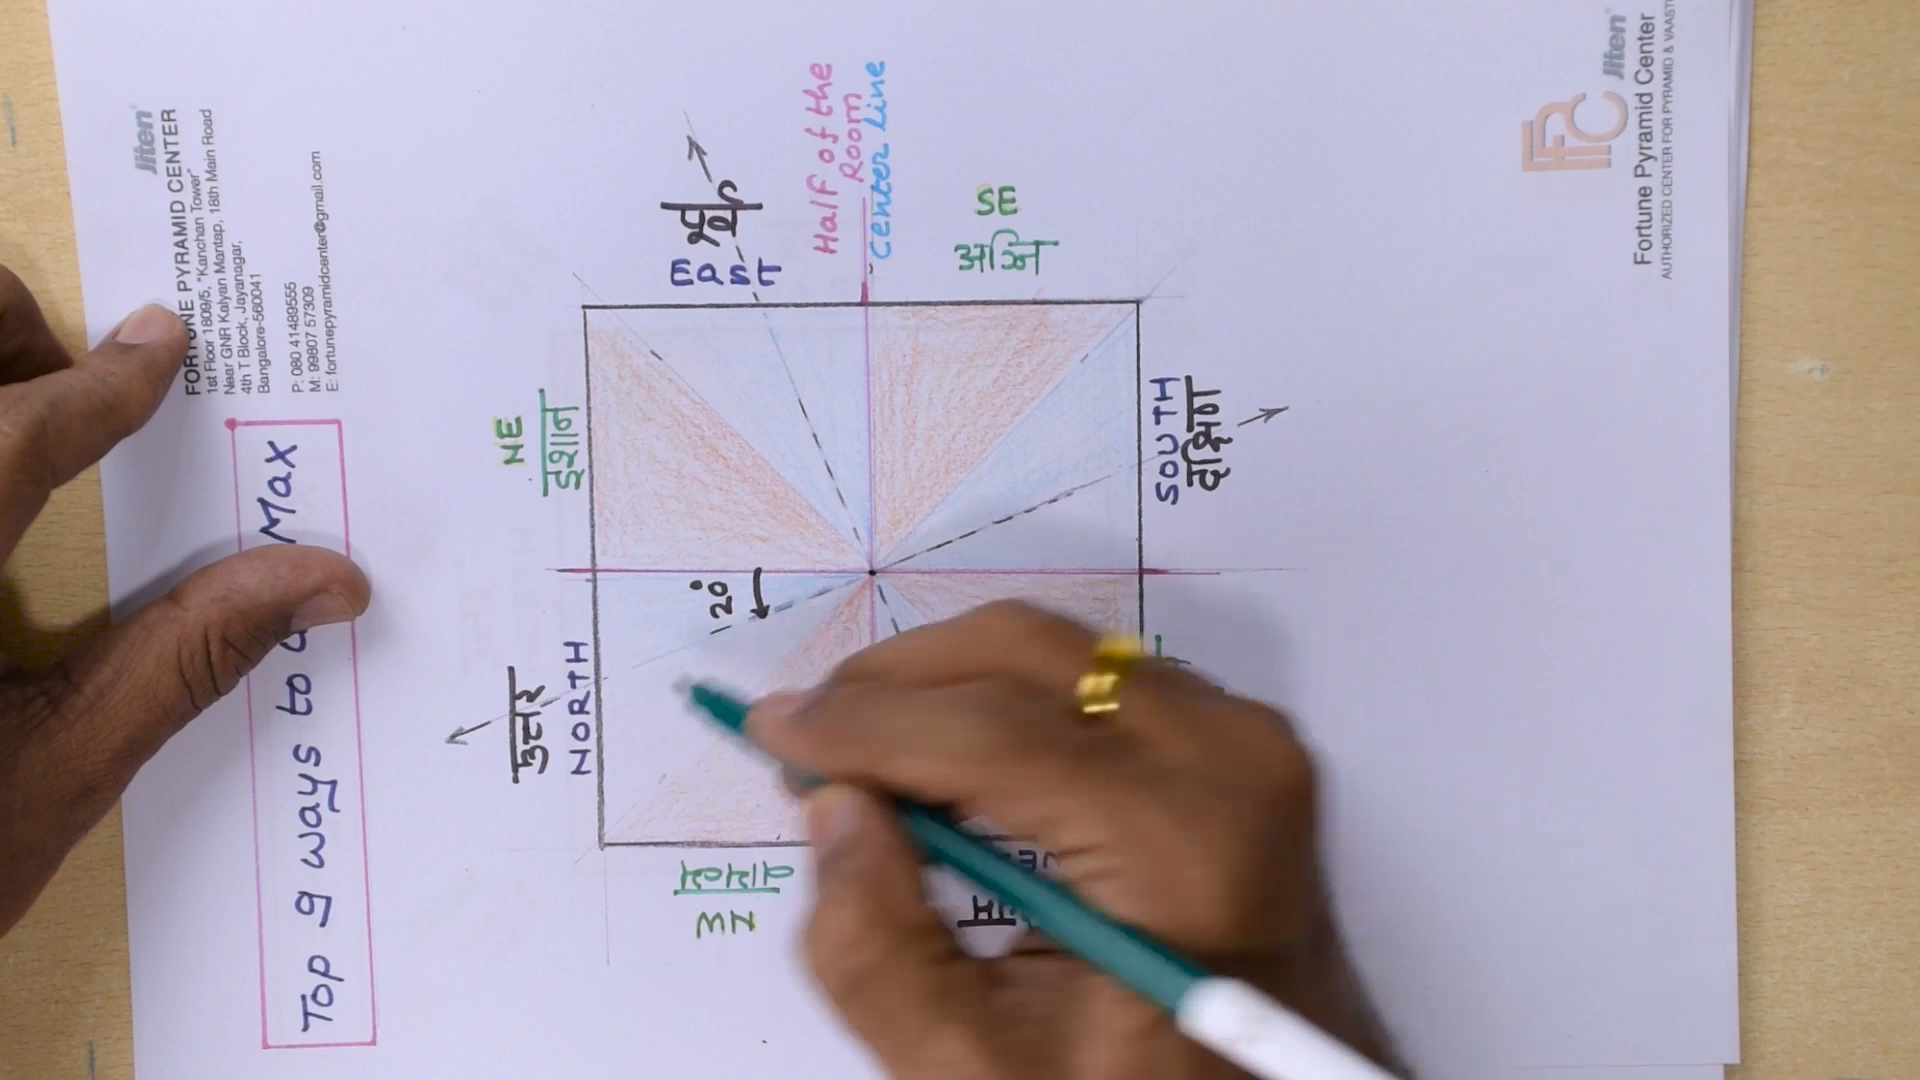 Jiten
FORTUNE PYRAMID CENTER
1st Floor 1809/5, "Kanchan Tower"
Near GNR Kalyan Mantap, 18th Main Road
4th T Block, Jayanagar,
Bangalore-560041
P: 080 41489555
M: 99807 57309
E: fortunepyramidcenter@gmail.com
Top 9 ways to Max
NE
इशान
East
पूर्व
Half of the
Room
center line
SE
अग्नि
SOUTH
दक्षिण
उत्तर
NORTH
20°
वायव्य
NW
FPC Jiten
Fortune Pyramid Center
AUTHORIZED CENTER FOR PYRAMID &